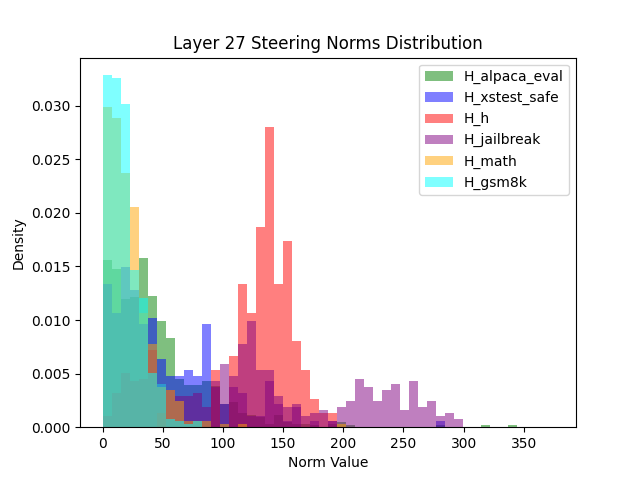 Layer 27 Steering Norms Distribution
H_alpaca_eval
H_xstest_safe
H_h
H_jailbreak
H_math
H_gsm8k
Density
0.030
0.025
0.020
0.015
0.010
0.005
0.000
0
50
100
150
200
250
300
350
Norm Value